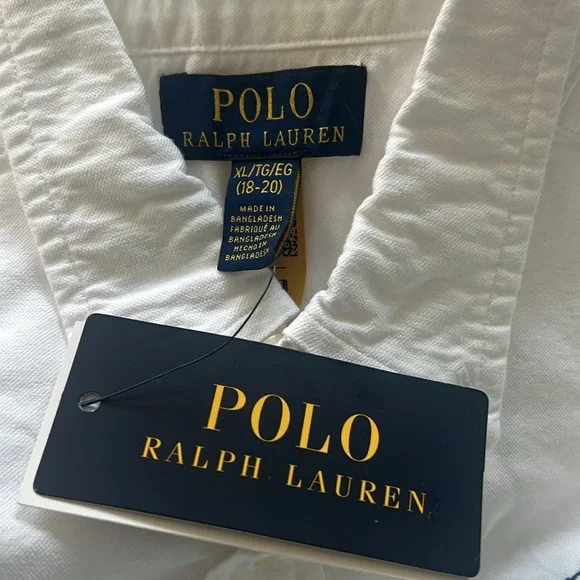 POLO
RALPH LAUREN
XL/TG/EG
(18-20)
MADE IN
BANGLADESH
FABRIQUÉ AU
BANGLADESH
HECHO EN
BANGLADESH
POLO
RALPH LAUREN